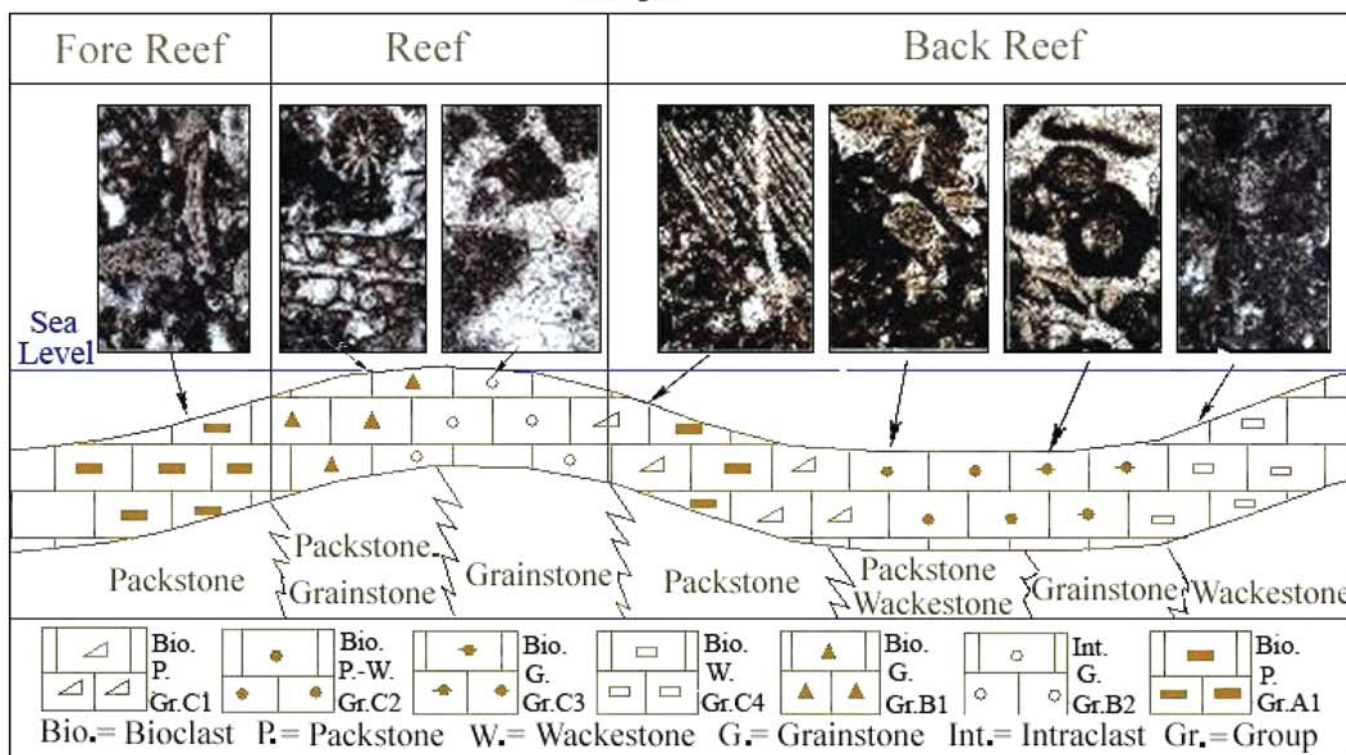 Fore Reef
Reef
Back Reef
Sea
Level
Packstone
Packstone.
Grainstone
Grainstone
Packstone
Packstone
Wackestone
Grainstone
Wackestone
Bio.
P.
Gr.C1
Bio.
P.-W.
Gr.C2
Bio.
G.
Gr.C3
Bio.
W.
Gr.C4
Bio.
G.
Gr.B1
Int.
G.
Gr.B2
Bio.
P.
Gr.A1
Bio.= Bioclast P.= Packstone W.= Wackestone G.= Grainstone Int.= Intraclast Gr.= Group